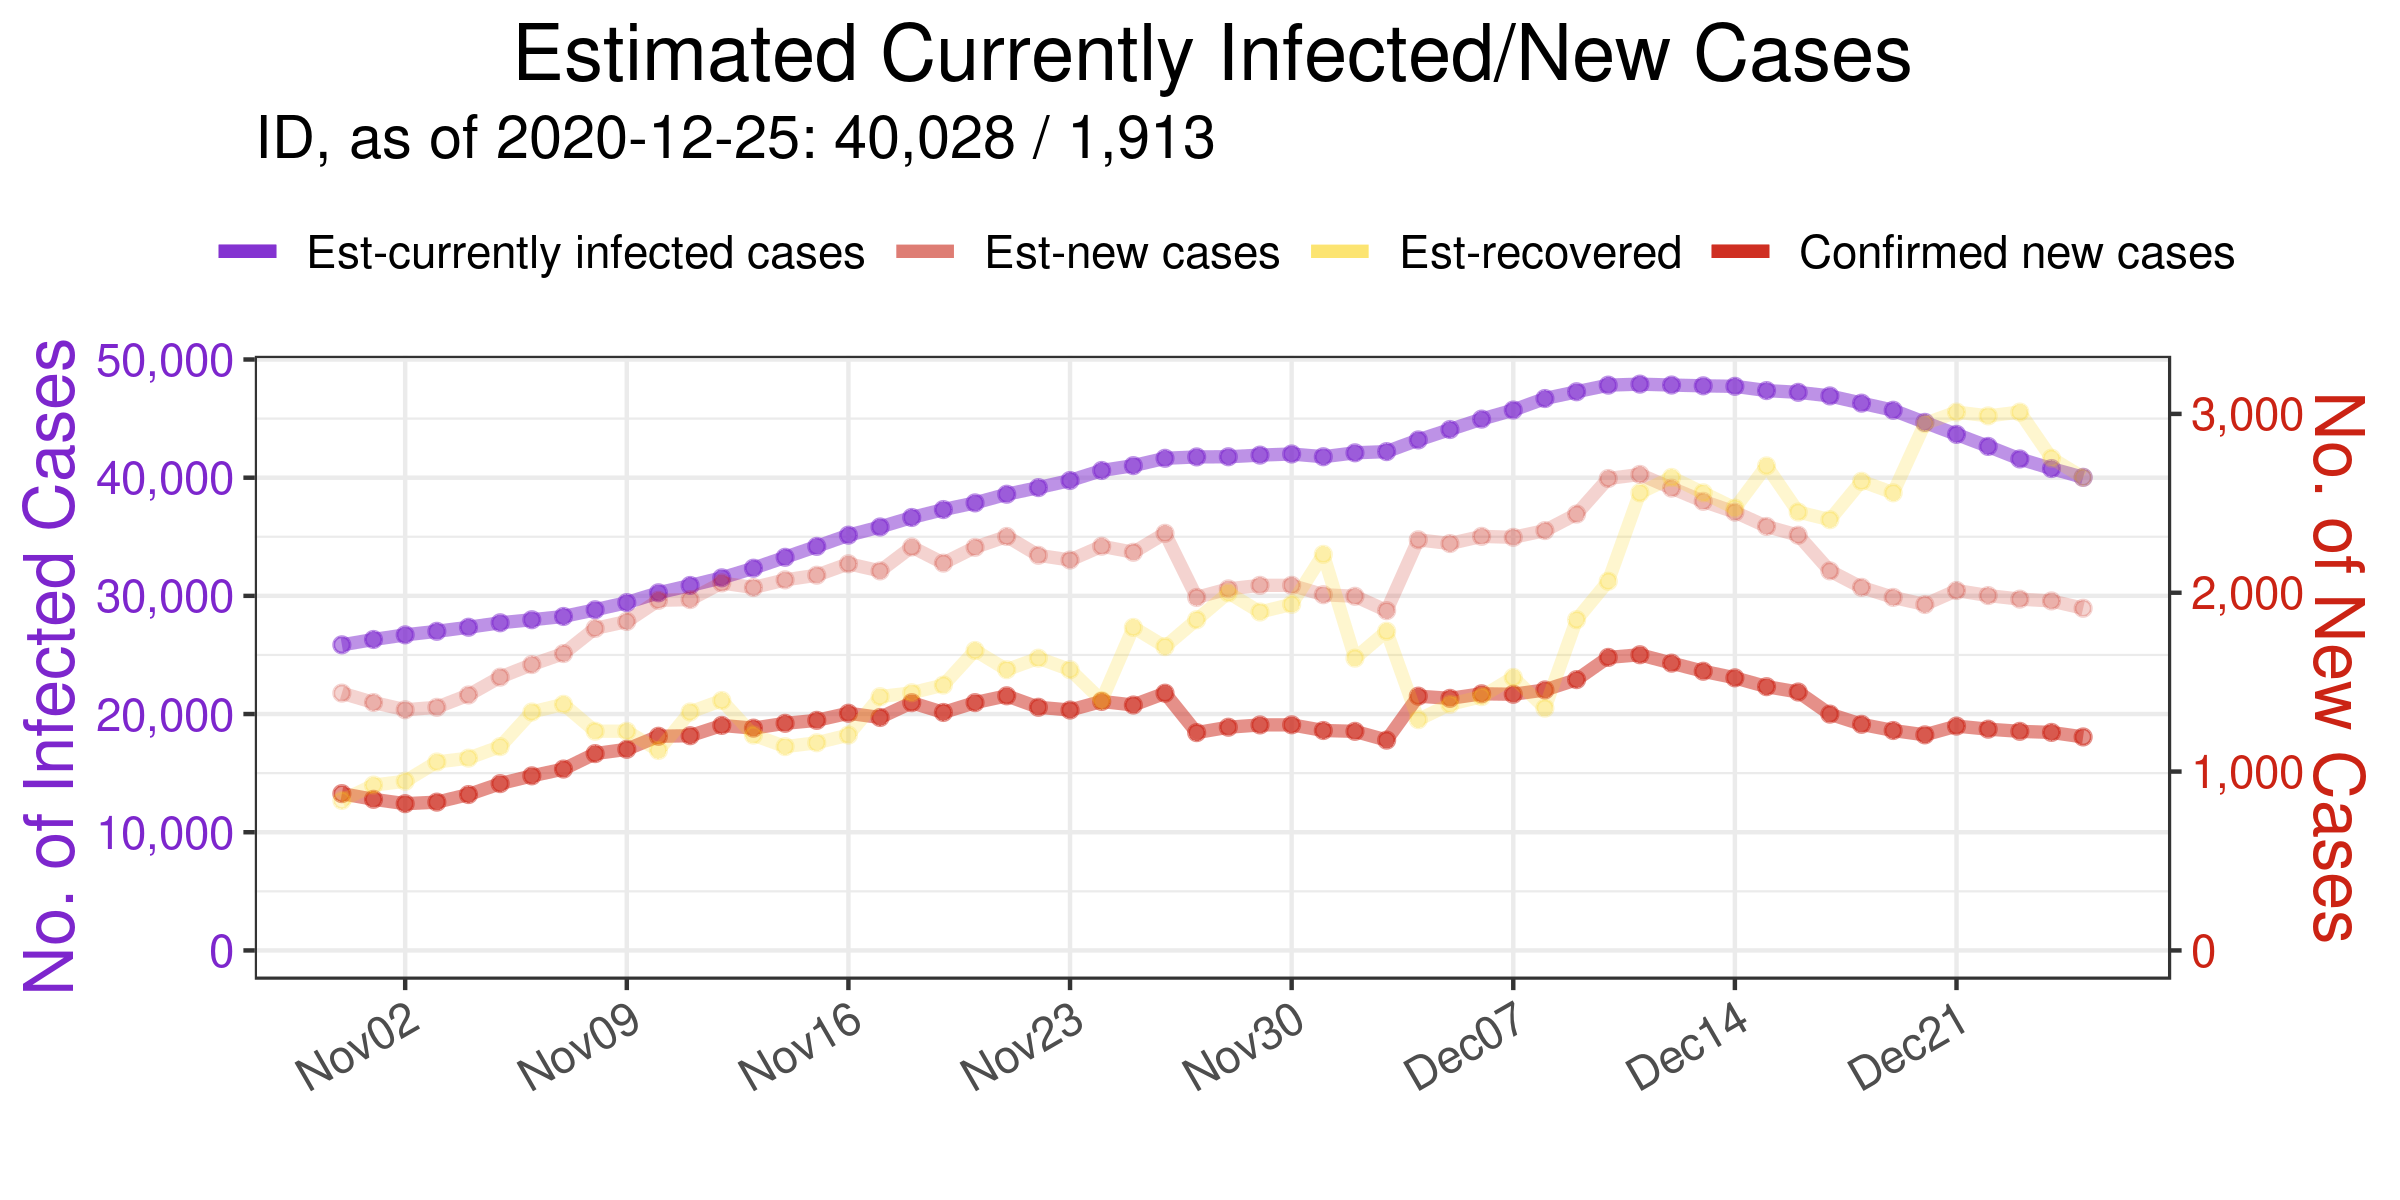 Estimated Currently Infected/New Cases
ID, as of 2020-12-25: 40,028 / 1,913
Est-currently infected cases Est-new cases Est-recovered Confirmed new cases
No. of Infected Cases
50,000
40,000
30,000
20,000
10,000
0
3,000
2,000
1,000
0
No. of New Cases
Nov02 Nov09 Nov16 Nov23 Nov30 Dec07 Dec14 Dec21